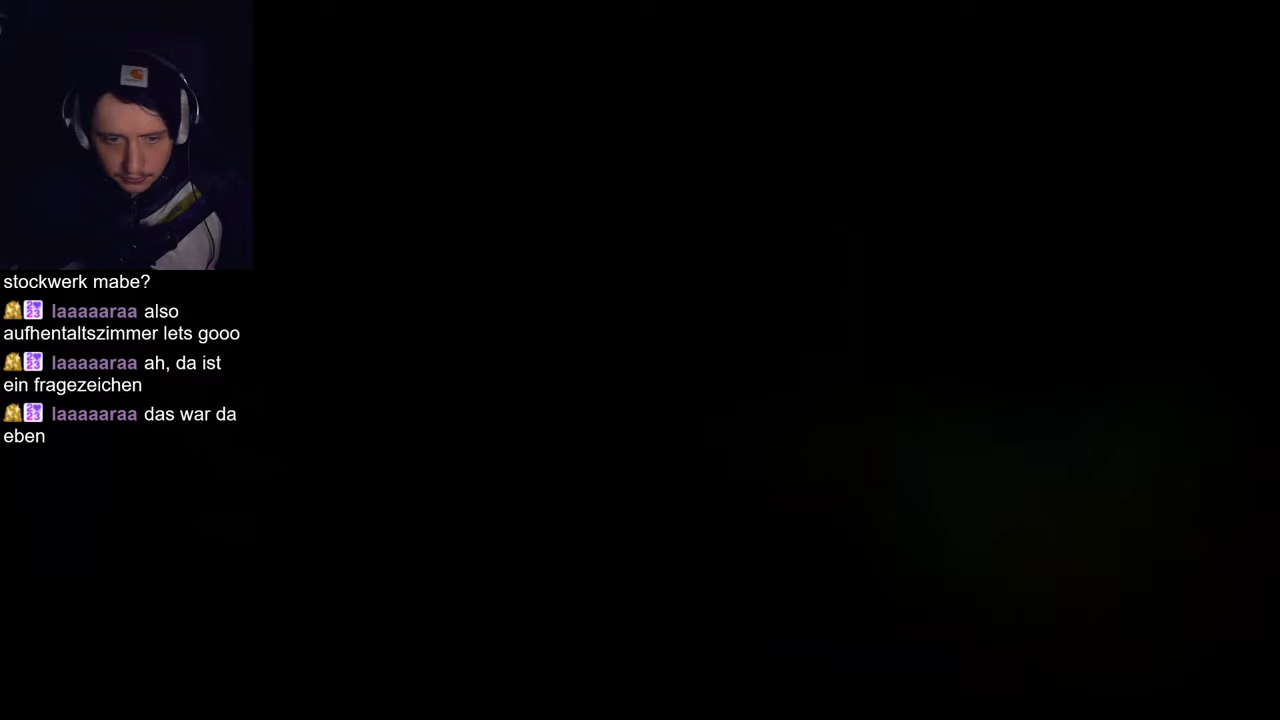 stockwerk mabe?
laaaaaraa also
aufhentaltszimmer lets gooo
laaaaaraa ah, da ist
ein fragezeichen
laaaaaraa das war da
eben